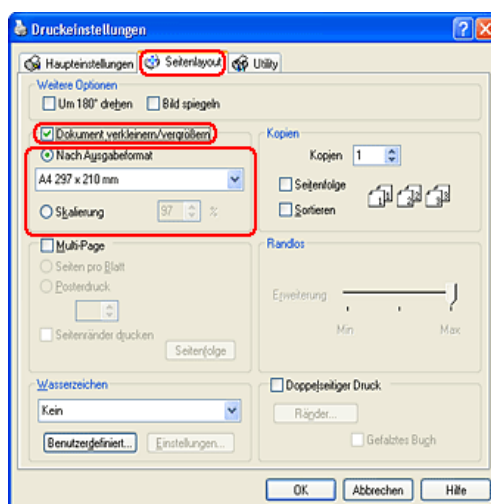 Druckeinstellungen
Haupteinstellungen
Seitenlayout
Utility
Weitere Optionen
Um 180° drehen
Bild spiegeln
Dokument verkleinern/vergrößern
Nach Ausgabeformat
A4 297 x 210 mm
Skalierung
97
%
Kopien
Kopien
1
Seitenfolge
Sortieren
Multi-Page
Seiten pro Blatt
Posterdruck
Seitenränder drucken
Seitenfolge
Randlos
Erweiterung
Min
Max
Wasserzeichen
Kein
Benutzerdefiniert...
Einstellungen...
Doppelseitiger Druck
Ränder...
Gefalztes Buch
OK
Abbrechen
Hilfe